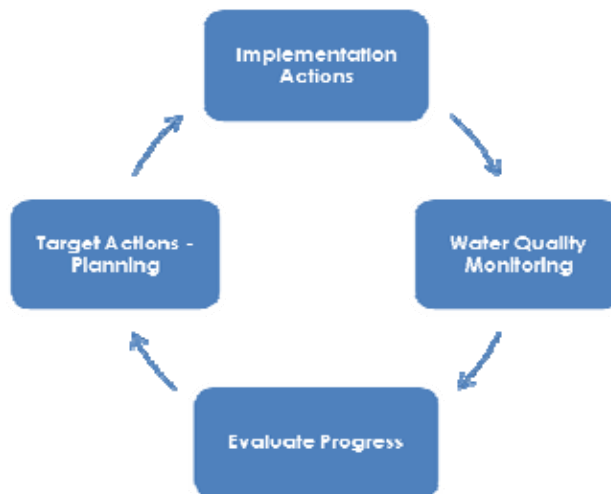 Implementation
Actions
Water Quality
Monitoring
Evaluate Progress
Target Actions -
Planning